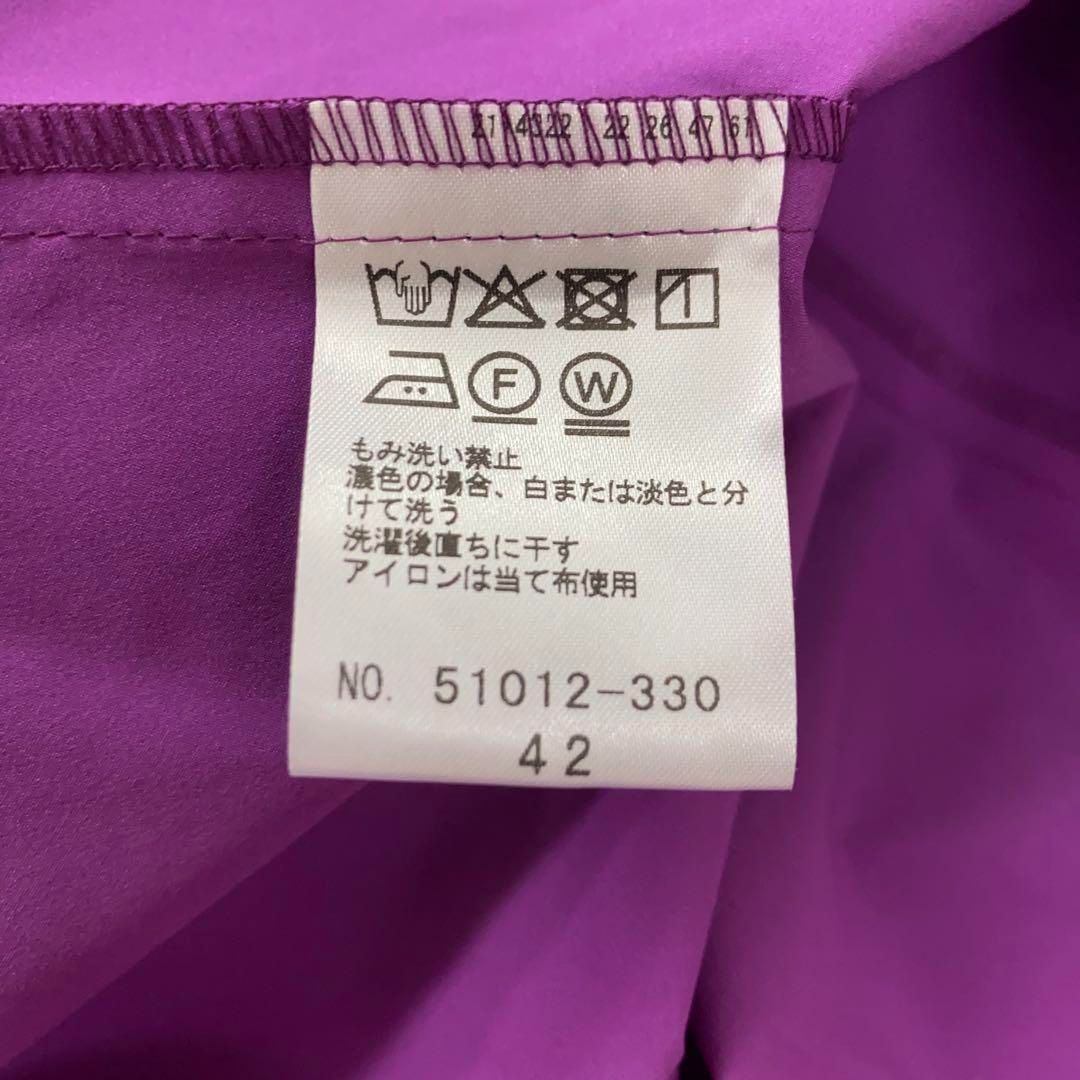 21 4322 22 26 47 61
F W
もみ洗い禁止
濃色の場合、白または淡色と分
けて洗う
洗濯後直ちに干す
アイロンは当て布使用
NO. 51012-330
42